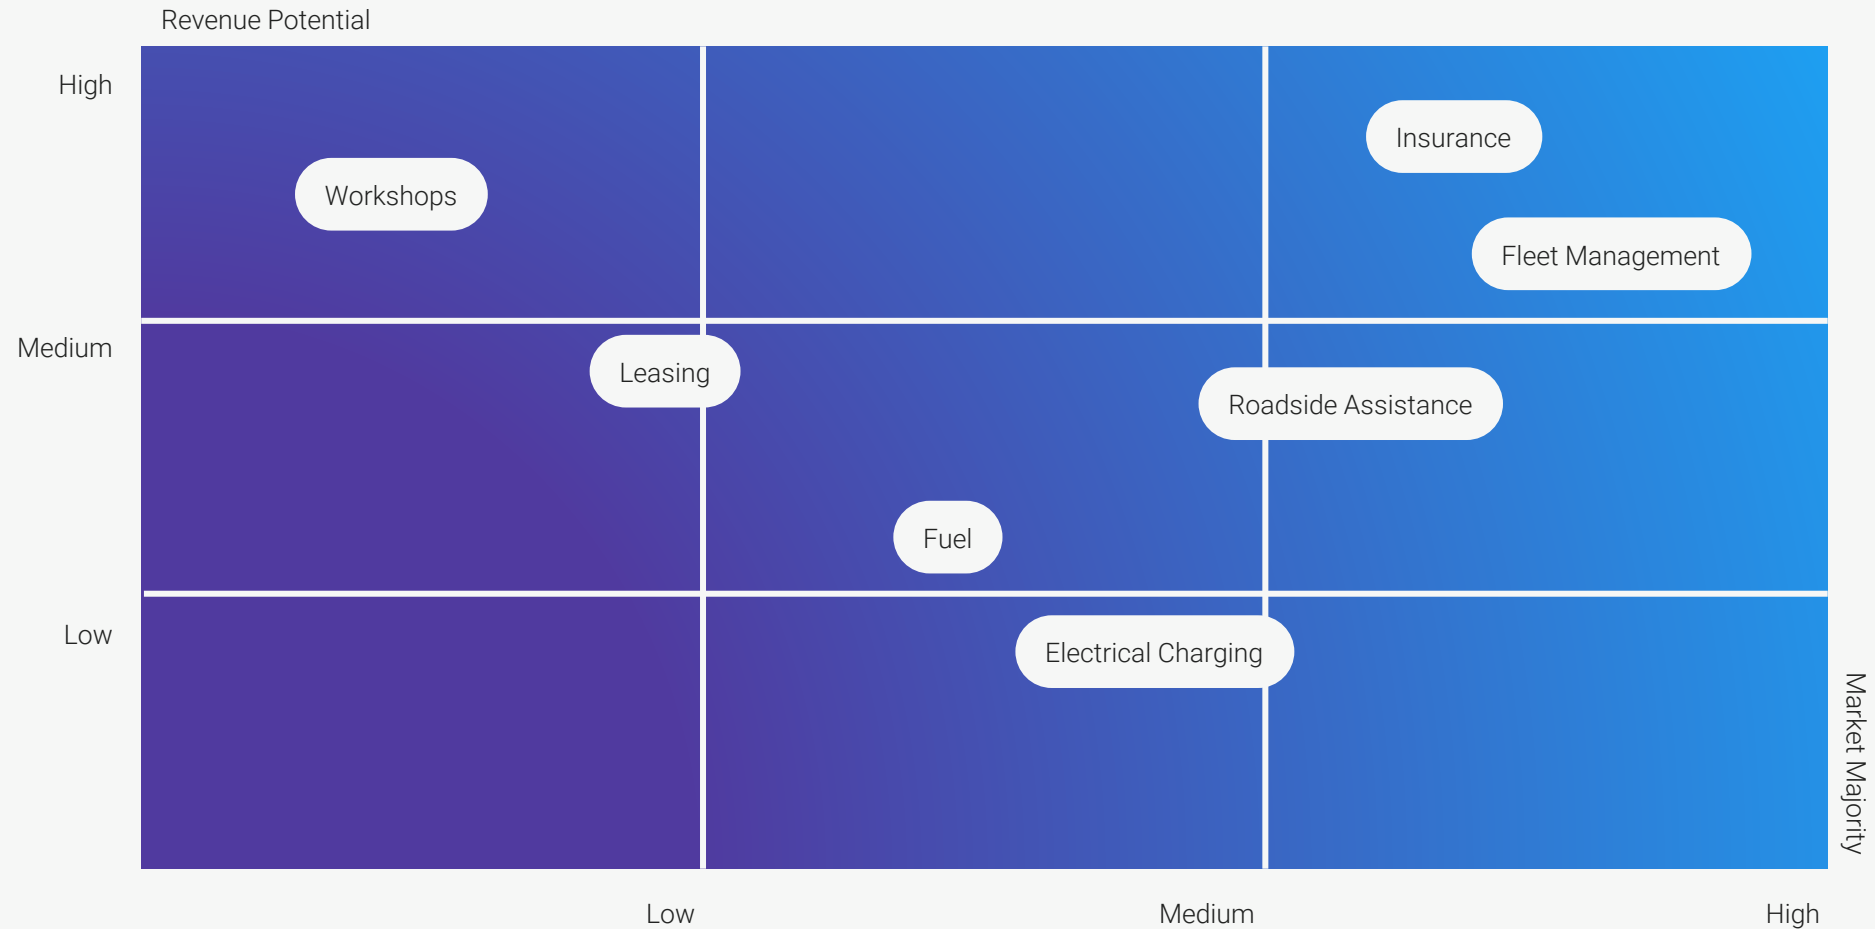 Revenue Potential
High
Insurance
Workshops
Fleet Management
Medium
Leasing
Roadside Assistance
Fuel
Low
Electrical Charging
Market Majority
Low
Medium
High